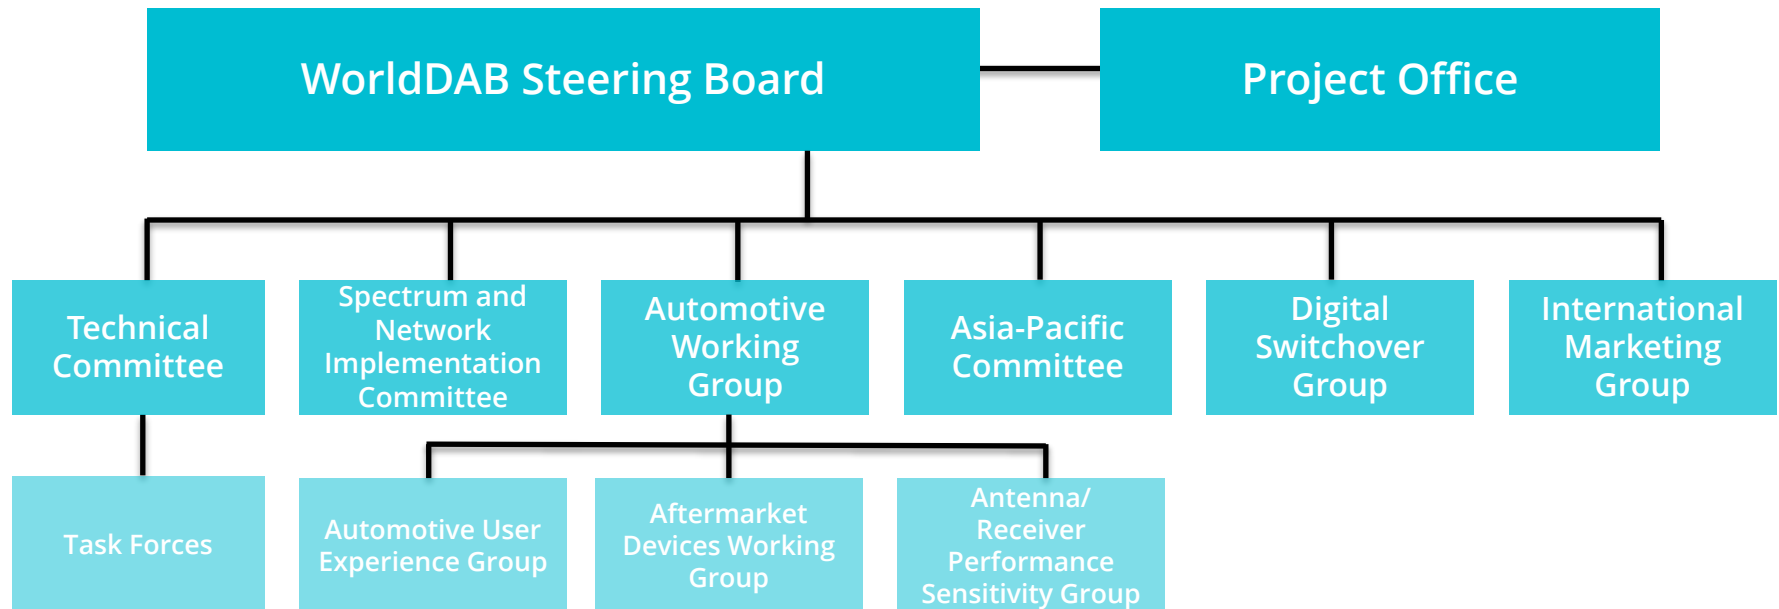 WorldDAB Steering Board
Project Office
Technical
Committee
Spectrum and
Network
Implementation
Committee
Automotive
Working
Group
Asia-Pacific
Committee
Digital
Switchover
Group
International
Marketing
Group
Task Forces
Automotive User
Experience Group
Aftermarket
Devices Working
Group
Antenna/
Receiver
Performance
Sensitivity Group